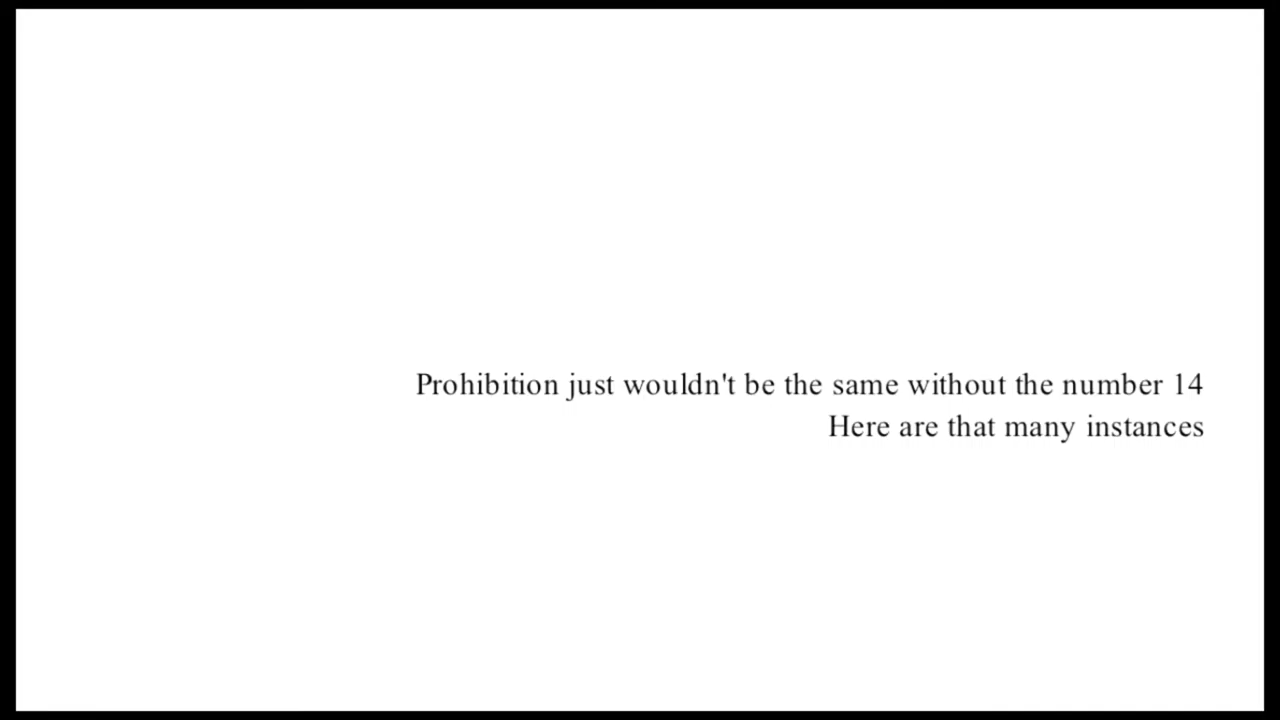 Prohibition just wouldn't be the same without the number 14
Here are that many instances